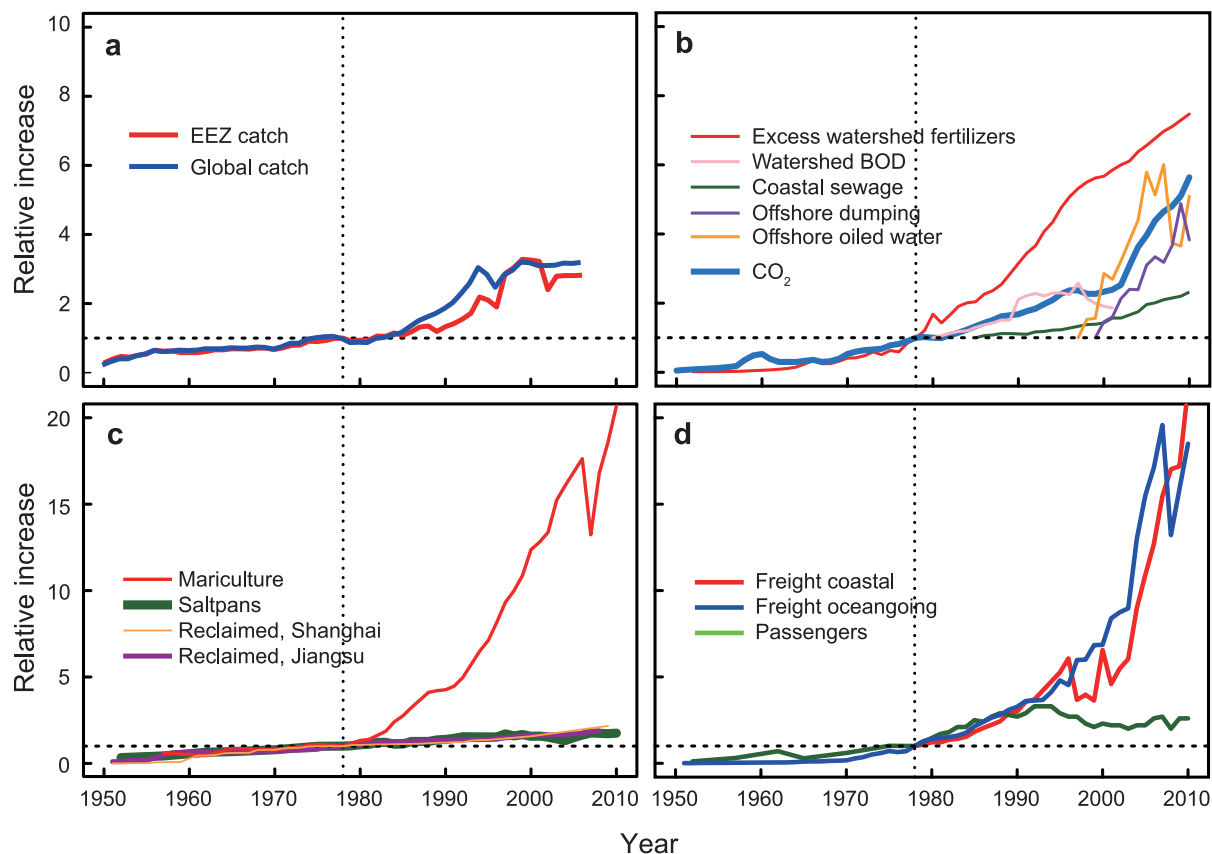 a
10
8
6
4
2
0
Relative increase
EEZ catch
Global catch
b
Excess watershed fertilizers
Watershed BOD
Coastal sewage
Offshore dumping
Offshore oiled water
CO2
c
20
15
10
5
0
Relative increase
Mariculture
Saltpans
Reclaimed, Shanghai
Reclaimed, Jiangsu
1950 1960 1970 1980 1990 2000 2010
d
Freight coastal
Freight oceangoing
Passengers
1950 1960 1970 1980 1990 2000 2010
Year